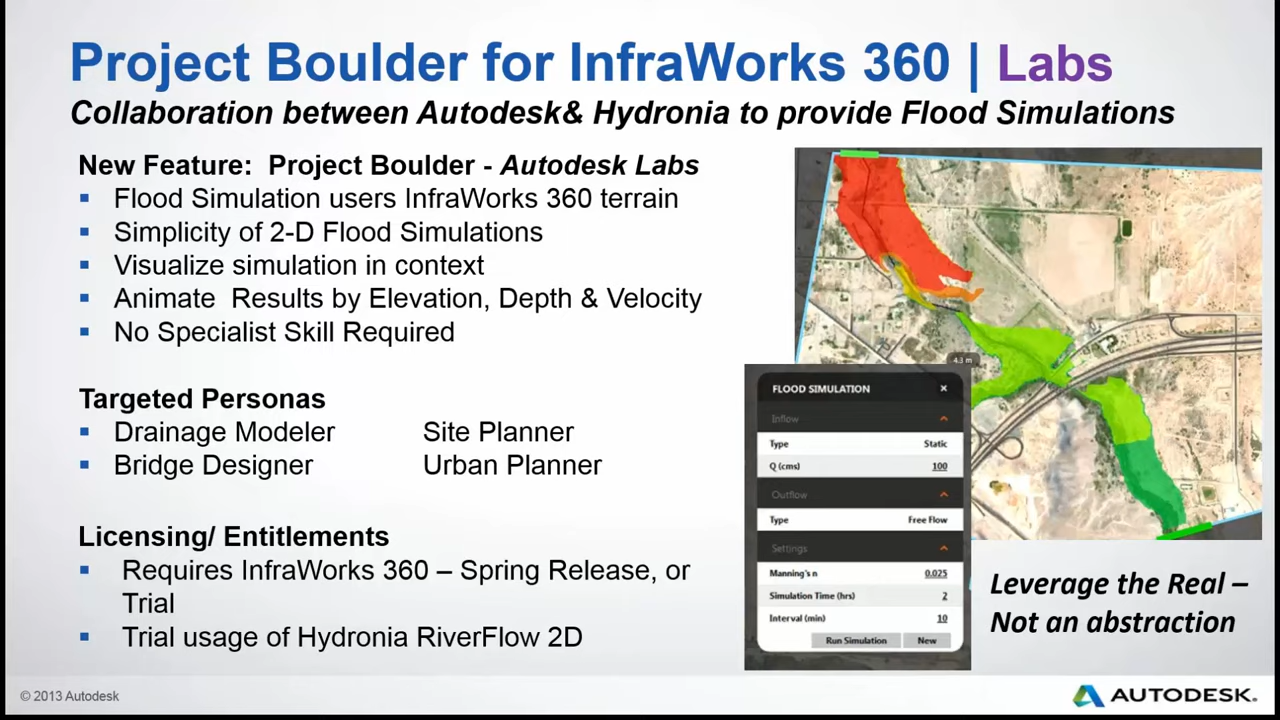 Project Boulder for InfraWorks 360 | Labs
Collaboration between Autodesk& Hydronia to provide Flood Simulations
New Feature:  Project Boulder - Autodesk Labs
▪ Flood Simulation users InfraWorks 360 terrain
▪ Simplicity of 2-D Flood Simulations
▪ Visualize simulation in context
▪ Animate  Results by Elevation, Depth & Velocity
▪ No Specialist Skill Required
Targeted Personas
▪ Drainage Modeler Site Planner
▪ Bridge Designer Urban Planner
Licensing/ Entitlements
▪ Requires InfraWorks 360 – Spring Release, or
Trial
▪ Trial usage of Hydronia RiverFlow 2D
4.3 m
FLOOD SIMULATION ×
Inflow
Type Static
Q (cms) 100
Outflow
Type Free Flow
Settings
Manning's n 0.025
Simulation Time (hrs) 2
Interval (min) 10
Run Simulation New
Leverage the Real –
Not an abstraction
© 2013 Autodesk
AUTODESK.